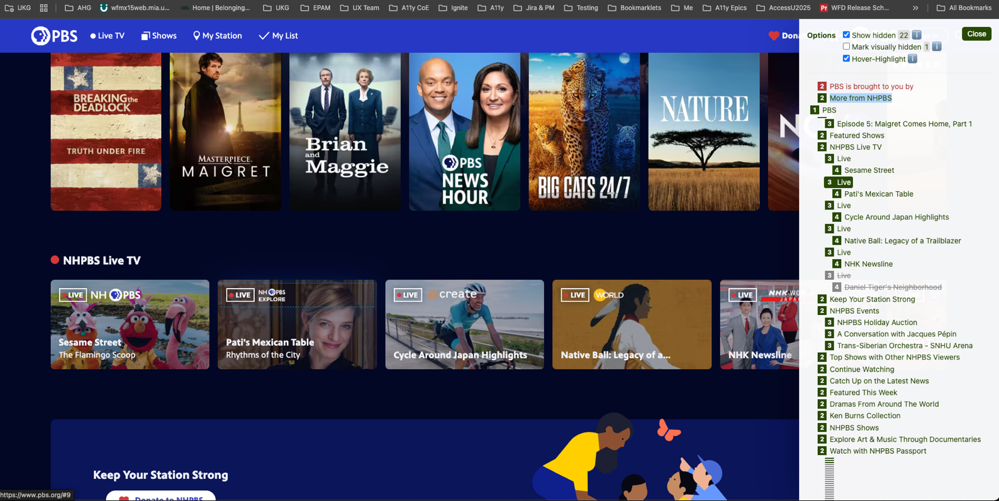 UKG
AHG
wfmx15web.mia.u...
UKG Home | Belonging...
UKG
EPAM
UX Team
A11y CoE
Ignite
A11y
Jira & PM
Testing
Bookmarklets
Me
A11y Epics
AccessU2025
Pf WFD Release Sch...
»
All Bookmarks
PBS
Live TV
Shows
My Station
My List
Dona
BREAKING the
DEADLOCK
TRUTH UNDER FIRE
MASTERPIECE
MAIGRET
Brian
and
Maggie
PBS
NEWS
HOUR
BIG CATS 24/7
NATURE
NO
NHPBS Live TV
LIVE NH PBS
Sesame Street
The Flamingo Scoop
LIVE NH PBS
EXPLORE
Pati's Mexican Table
Rhythms of the City
LIVE create
Cycle Around Japan Highlights
LIVE WORLD
Native Ball: Legacy of a...
LIVE NHK WORLD
JAPAN
NHK Newsline
Keep Your Station Strong
Donate to NHPBS
https://www.pbs.org/#9
Options
Show hidden 22 i
Mark visually hidden 1 i
Hover-Highlight i
Close
2 PBS is brought to you by
2 More from NHPBS
1 PBS
3 Episode 5: Maigret Comes Home, Part 1
2 Featured Shows
2 NHPBS Live TV
3 Live
4 Sesame Street
3 Live
4 Pati's Mexican Table
3 Live
4 Cycle Around Japan Highlights
3 Live
4 Native Ball: Legacy of a Trailblazer
3 Live
4 NHK Newsline
3 Live
4 Daniel Tiger's Neighborhood
2 Keep Your Station Strong
2 NHPBS Events
3 NHPBS Holiday Auction
3 A Conversation with Jacques Pépin
3 Trans-Siberian Orchestra - SNHU Arena
2 Top Shows with Other NHPBS Viewers
2 Continue Watching
2 Catch Up on the Latest News
2 Featured This Week
2 Dramas From Around The World
2 Ken Burns Collection
2 NHPBS Shows
2 Explore Art & Music Through Documentaries
2 Watch with NHPBS Passport